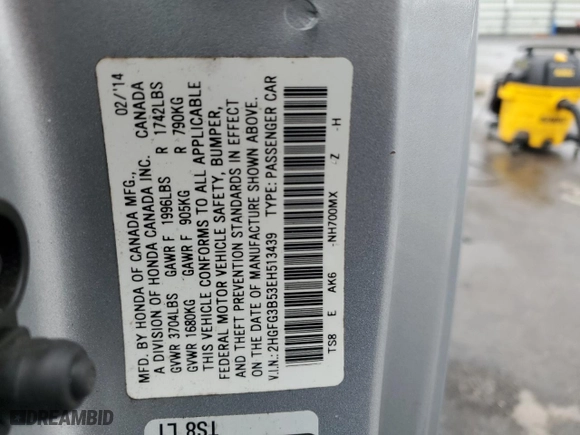 MFD. BY HONDA OF CANADA MFG., 02/'14
A DIVISION OF HONDA CANADA INC. CANADA
GVWR 3704LBS GAWR F 1996LBS R 1742LBS
GVWR 1680KG GAWR F 905KG R 790KG
THIS VEHICLE CONFORMS TO ALL APPLICABLE
FEDERAL MOTOR VEHICLE SAFETY, BUMPER,
AND THEFT PREVENTION STANDARDS IN EFFECT
ON THE DATE OF MANUFACTURE SHOWN ABOVE.
V.I.N.: 2HGFG3B53EH513439 TYPE: PASSENGER CAR
TS8 E AK6 -NH700MX -Z -H
TS8 L1
©DREAMBID